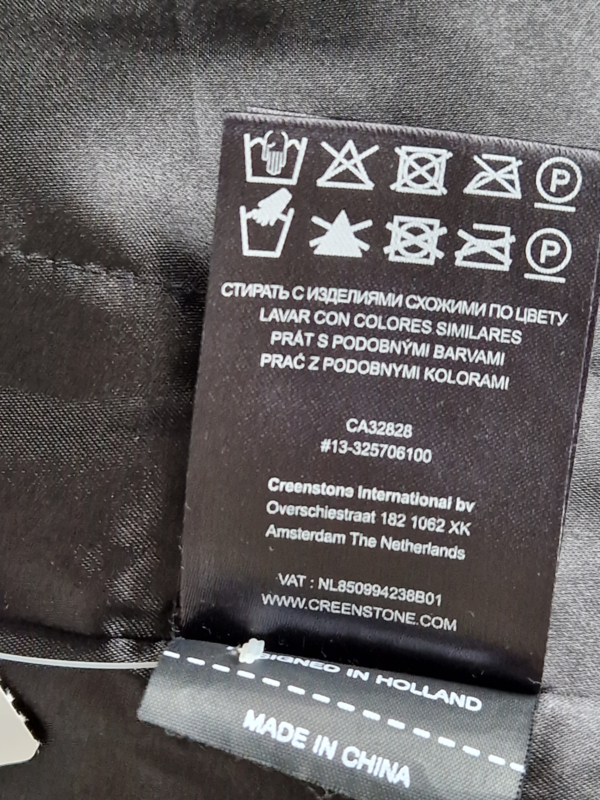 P
P
СТИРАТЬ С ИЗДЕЛИЯМИ СХОЖИМИ ПО ЦВЕТУ
LAVAR CON COLORES SIMILARES
PRÁT S PODOBNÝMI BARVAMI
PRAĆ Z PODOBNYMI KOLORAMI
CA32828
#13-325706100
Creenstone International bv
Overschiestraat 182 1062 XK
Amsterdam The Netherlands
VAT : NL850994238B01
WWW.CREENSTONE.COM
IN HOLLAND
MADE IN CHINA